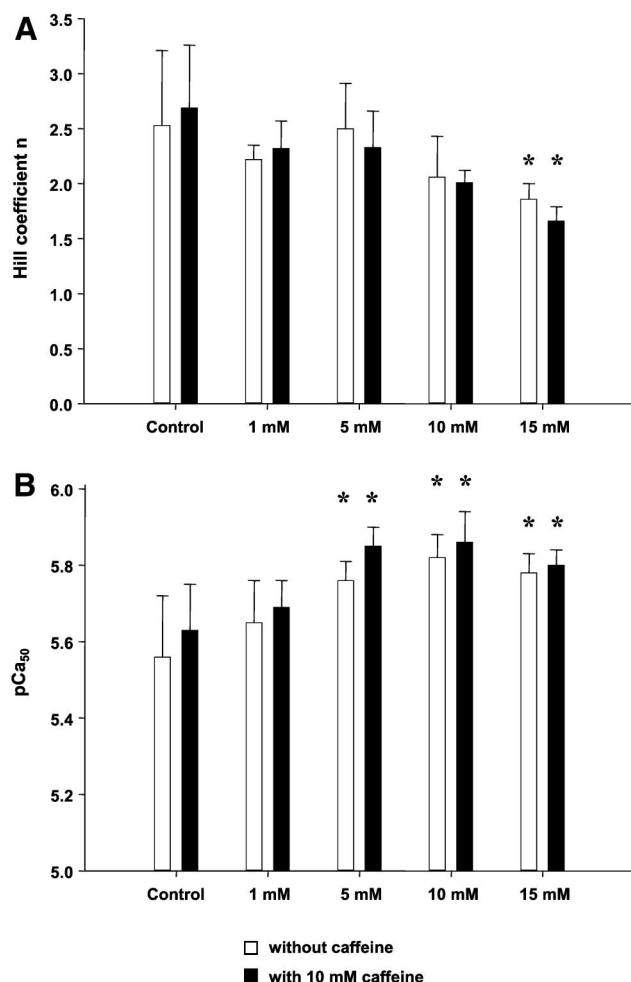 A
Hill coefficient n
3.5
3.0
2.5
2.0
1.5
1.0
0.5
0.0
* *
Control 1 mM 5 mM 10 mM 15 mM
B
pCa₅₀
6.0
5.8
5.6
5.4
5.2
5.0
* * * * * *
Control 1 mM 5 mM 10 mM 15 mM
without caffeine
with 10 mM caffeine